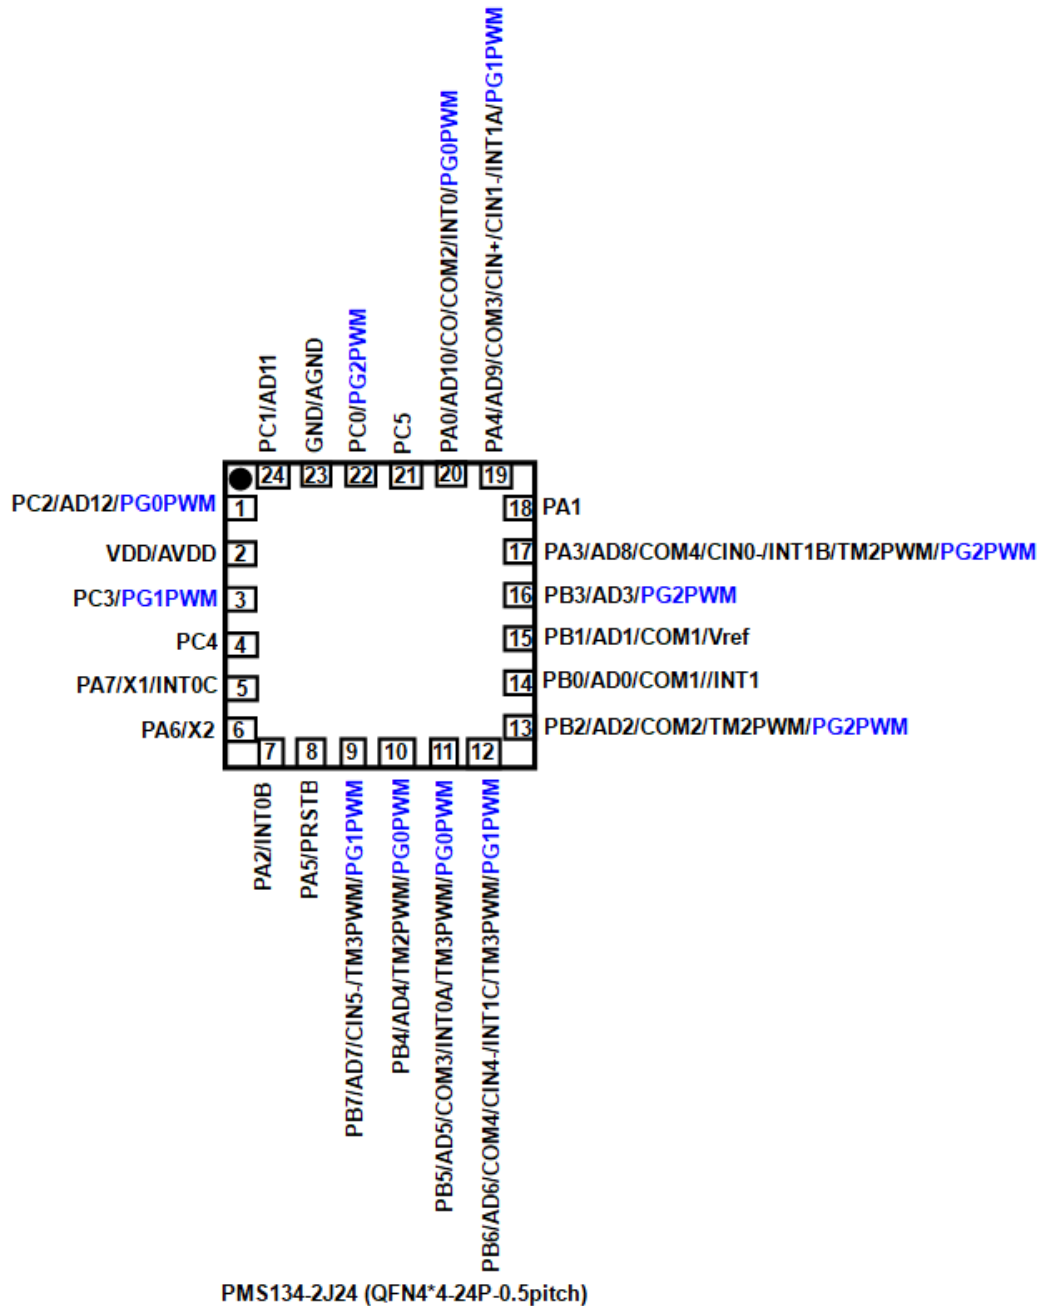 PA4/AD9/COM3/CIN+/CIN1-/INT1A/PG1PWM
PA0/AD10/CO/COM2/INT0/PG0PWM
PC5
PC0/PG2PWM
GND/AGND
PC1/AD11
24 23 22 21 20 19
PC2/AD12/PG0PWM 1
VDD/AVDD 2
PC3/PG1PWM 3
PC4 4
PA7/X1/INT0C 5
PA6/X2 6
18 PA1
17 PA3/AD8/COM4/CIN0-/INT1B/TM2PWM/PG2PWM
16 PB3/AD3/PG2PWM
15 PB1/AD1/COM1/Vref
14 PB0/AD0/COM1//INT1
13 PB2/AD2/COM2/TM2PWM/PG2PWM
7 8 9 10 11 12
PA2/INT0B
PA5/PRSTB
PB7/AD7/CIN5-/TM3PWM/PG1PWM
PB4/AD4/TM2PWM/PG0PWM
PB5/AD5/COM3/INT0A/TM3PWM/PG0PWM
PB6/AD6/COM4/CIN4-/INT1C/TM3PWM/PG1PWM
PMS134-2J24 (QFN4*4-24P-0.5pitch)